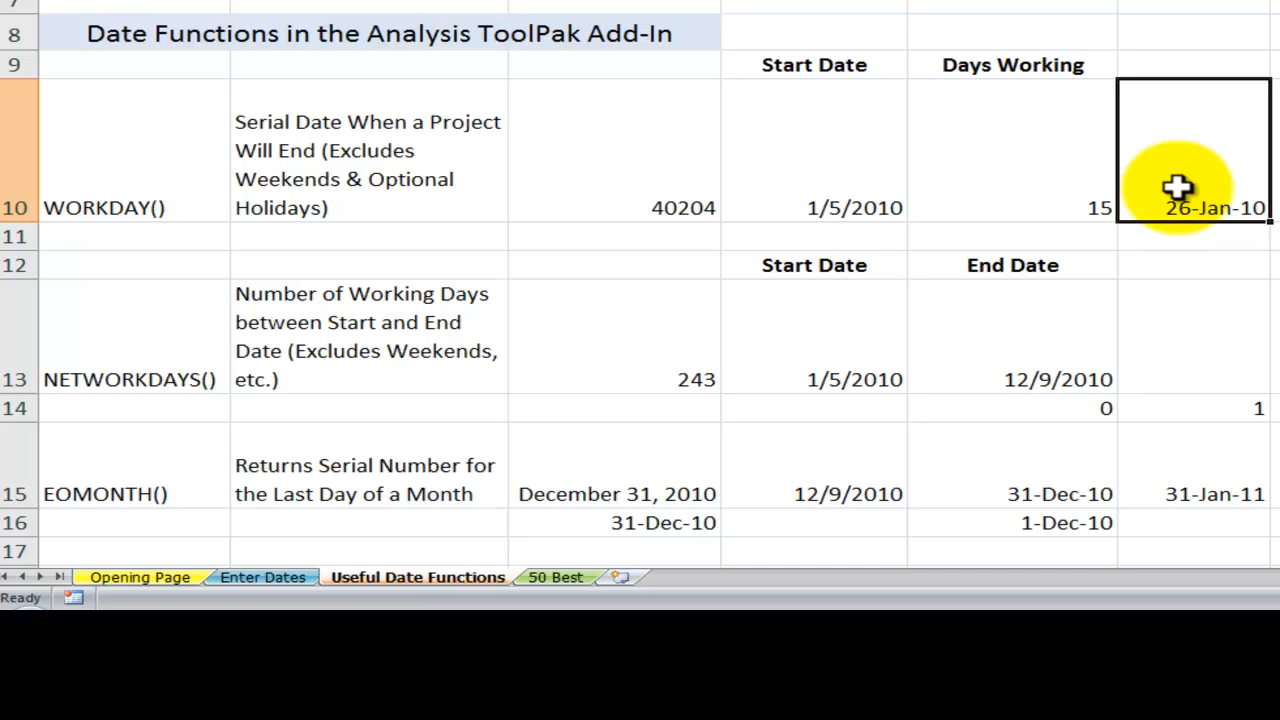 8 Date Functions in the Analysis ToolPak Add-In
9 Start Date Days Working
Serial Date When a Project
Will End (Excludes
Weekends & Optional
10 WORKDAY() Holidays) 40204 1/5/2010 15 26-Jan-10
11
12 Start Date End Date
Number of Working Days
between Start and End
Date (Excludes Weekends,
13 NETWORKDAYS() etc.) 243 1/5/2010 12/9/2010
14 0 1
Returns Serial Number for
15 EOMONTH() the Last Day of a Month December 31, 2010 12/9/2010 31-Dec-10 31-Jan-11
16 31-Dec-10 1-Dec-10
17
Opening Page Enter Dates Useful Date Functions 50 Best
Ready